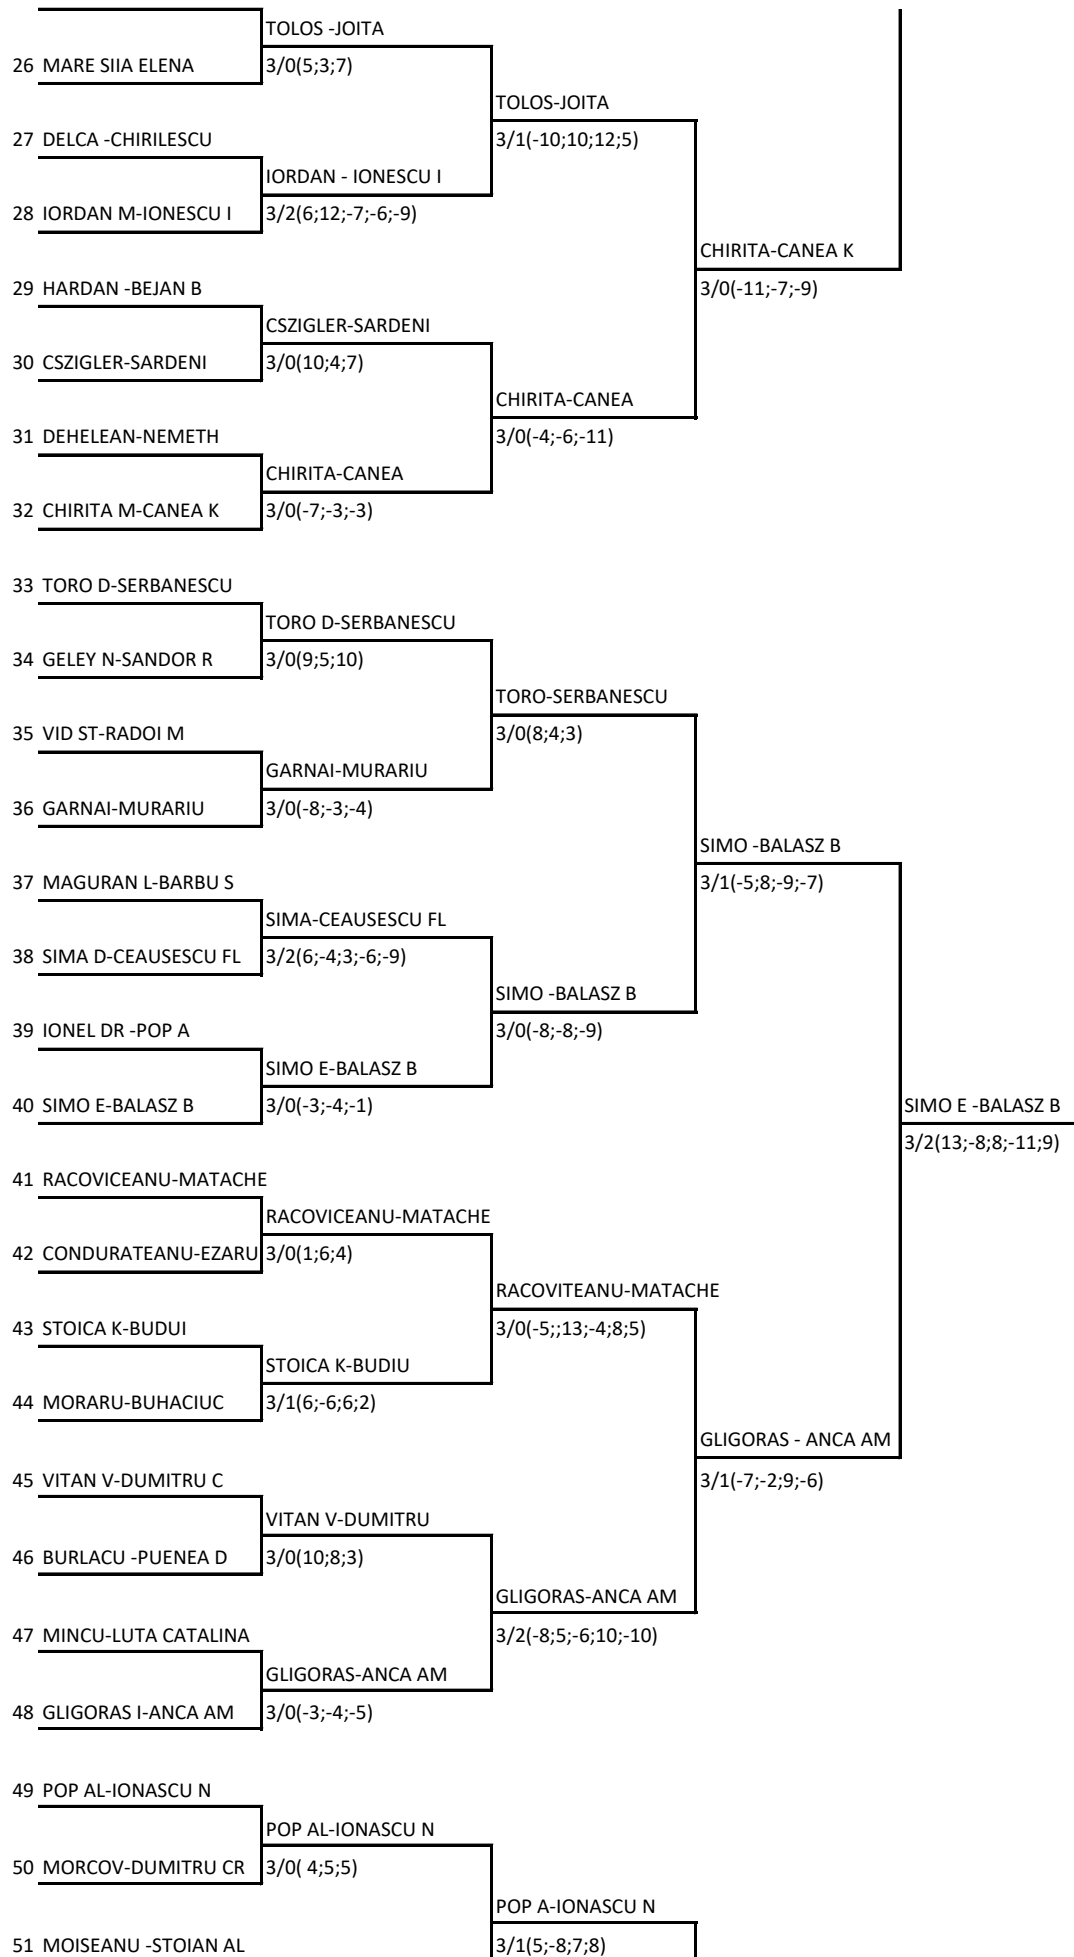 TOLOS -JOITA
26 MARE SIIA ELENA 3/0(5;3;7)
TOLOS-JOITA
27 DELCA -CHIRILESCU 3/1(-10;10;12;5)
IORDAN - IONESCU I
28 IORDAN M-IONESCU I 3/2(6;12;-7;-6;-9)
CHIRITA-CANEA K
29 HARDAN -BEJAN B 3/0(-11;-7;-9)
CSZIGLER-SARDENI
30 CSZIGLER-SARDENI 3/0(10;4;7)
CHIRITA-CANEA
31 DEHELEAN-NEMETH 3/0(-4;-6;-11)
CHIRITA-CANEA
32 CHIRITA M-CANEA K 3/0(-7;-3;-3)
33 TORO D-SERBANESCU
TORO D-SERBANESCU
34 GELEY N-SANDOR R 3/0(9;5;10)
TORO-SERBANESCU
35 VID ST-RADOI M 3/0(8;4;3)
GARNAI-MURARIU
36 GARNAI-MURARIU 3/0(-8;-3;-4)
SIMO -BALASZ B
37 MAGURAN L-BARBU S 3/1(-5;8;-9;-7)
SIMA-CEAUSESCU FL
38 SIMA D-CEAUSESCU FL 3/2(6;-4;3;-6;-9)
SIMO -BALASZ B
39 IONEL DR -POP A 3/0(-8;-8;-9)
SIMO E-BALASZ B
40 SIMO E-BALASZ B 3/0(-3;-4;-1) SIMO E -BALASZ B
3/2(13;-8;8;-11;9)
41 RACOVICEANU-MATACHE
RACOVICEANU-MATACHE
42 CONDURATEANU-EZARU 3/0(1;6;4)
RACOVITEANU-MATACHE
43 STOICA K-BUDUI 3/0(-5;;13;-4;8;5)
STOICA K-BUDIU
44 MORARU-BUHACIUC 3/1(6;-6;6;2)
GLIGORAS - ANCA AM
45 VITAN V-DUMITRU C 3/1(-7;-2;9;-6)
VITAN V-DUMITRU
46 BURLACU -PUENEA D 3/0(10;8;3)
GLIGORAS-ANCA AM
47 MINCU-LUTA CATALINA 3/2(-8;5;-6;10;-10)
GLIGORAS-ANCA AM
48 GLIGORAS I-ANCA AM 3/0(-3;-4;-5)
49 POP AL-IONASCU N
POP AL-IONASCU N
50 MORCOV-DUMITRU CR 3/0( 4;5;5)
POP A-IONASCU N
51 MOISEANU -STOIAN AL 3/1(5;-8;7;8)